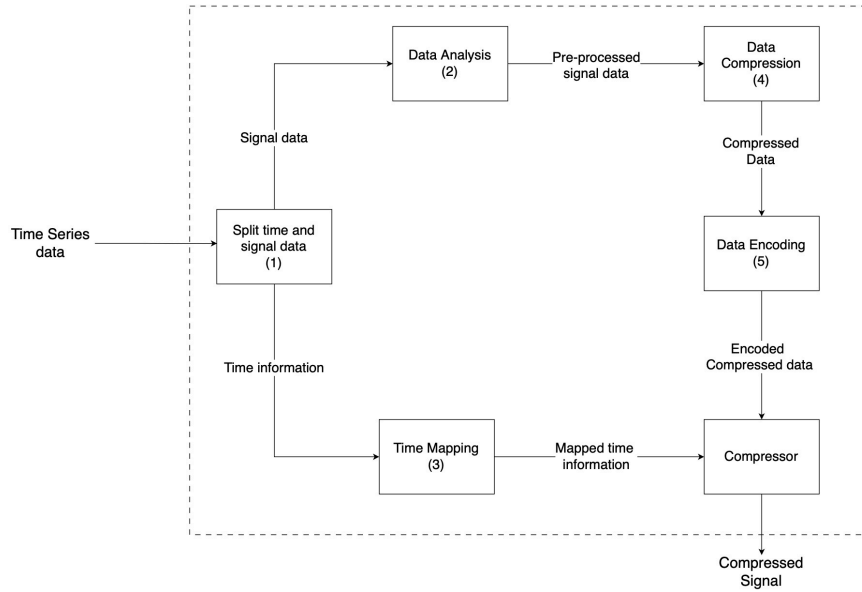 Data Analysis
(2)
Pre-processed
signal data
Data
Compression
(4)
Signal data
Compressed
Data
Time Series
data
Split time and
signal data
(1)
Data Encoding
(5)
Time information
Encoded
Compressed data
Time Mapping
(3)
Mapped time
information
Compressor
Compressed
Signal